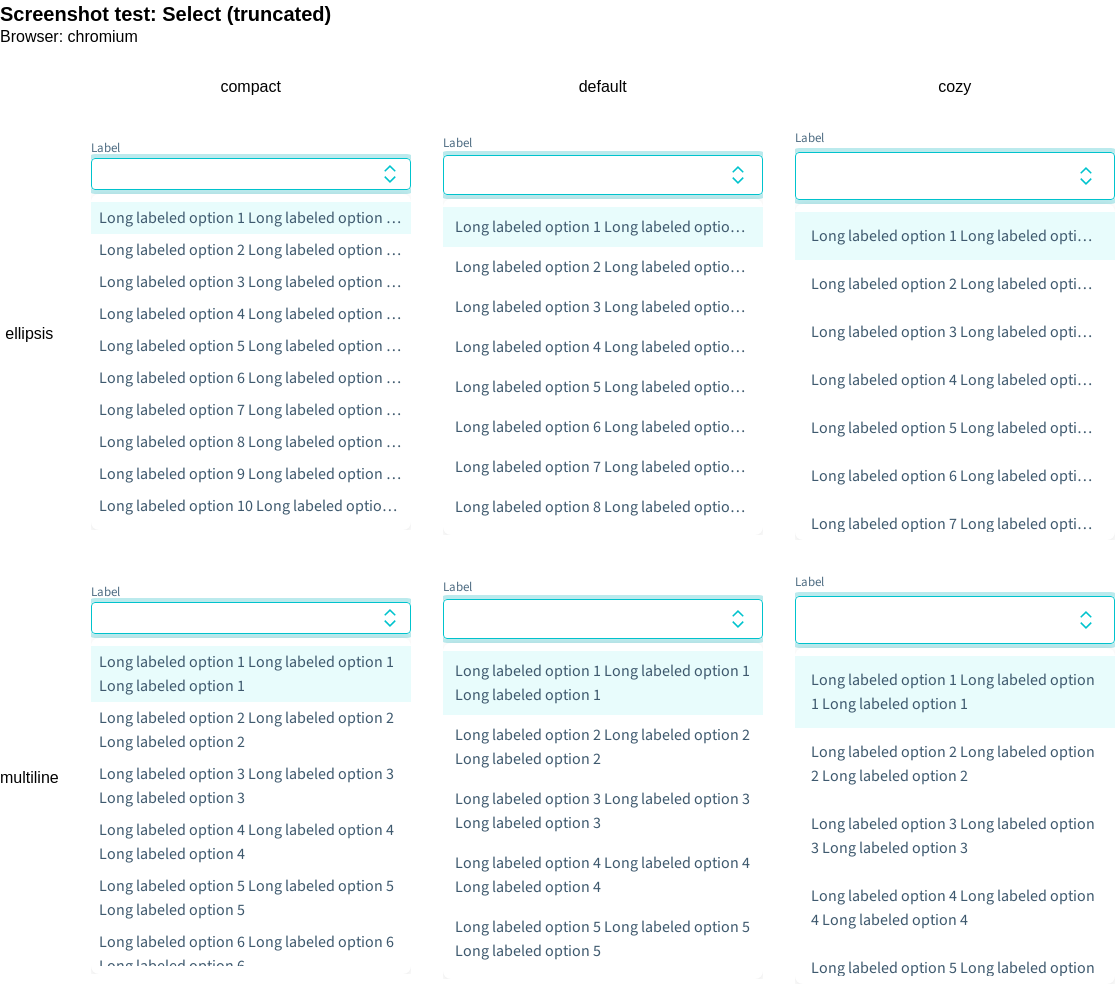 Screenshot test: Select (truncated)
Browser: chromium
compact
default
cozy
ellipsis
Label
Long labeled option 1 Long labeled option …
Long labeled option 2 Long labeled option …
Long labeled option 3 Long labeled option …
Long labeled option 4 Long labeled option …
Long labeled option 5 Long labeled option …
Long labeled option 6 Long labeled option …
Long labeled option 7 Long labeled option …
Long labeled option 8 Long labeled option …
Long labeled option 9 Long labeled option …
Long labeled option 10 Long labeled optio…
Label
Long labeled option 1 Long labeled optio…
Long labeled option 2 Long labeled optio…
Long labeled option 3 Long labeled optio…
Long labeled option 4 Long labeled optio…
Long labeled option 5 Long labeled optio…
Long labeled option 6 Long labeled optio…
Long labeled option 7 Long labeled optio…
Long labeled option 8 Long labeled optio…
Label
Long labeled option 1 Long labeled opti…
Long labeled option 2 Long labeled opti…
Long labeled option 3 Long labeled opti…
Long labeled option 4 Long labeled opti…
Long labeled option 5 Long labeled opti…
Long labeled option 6 Long labeled opti…
Long labeled option 7 Long labeled opti…
multiline
Label
Long labeled option 1 Long labeled option 1
Long labeled option 1
Long labeled option 2 Long labeled option 2
Long labeled option 2
Long labeled option 3 Long labeled option 3
Long labeled option 3
Long labeled option 4 Long labeled option 4
Long labeled option 4
Long labeled option 5 Long labeled option 5
Long labeled option 5
Long labeled option 6 Long labeled option 6
Long labeled option 6
Label
Long labeled option 1 Long labeled option 1
Long labeled option 1
Long labeled option 2 Long labeled option 2
Long labeled option 2
Long labeled option 3 Long labeled option 3
Long labeled option 3
Long labeled option 4 Long labeled option 4
Long labeled option 4
Long labeled option 5 Long labeled option 5
Long labeled option 5
Label
Long labeled option 1 Long labeled option
1 Long labeled option 1
Long labeled option 2 Long labeled option
2 Long labeled option 2
Long labeled option 3 Long labeled option
3 Long labeled option 3
Long labeled option 4 Long labeled option
4 Long labeled option 4
Long labeled option 5 Long labeled option